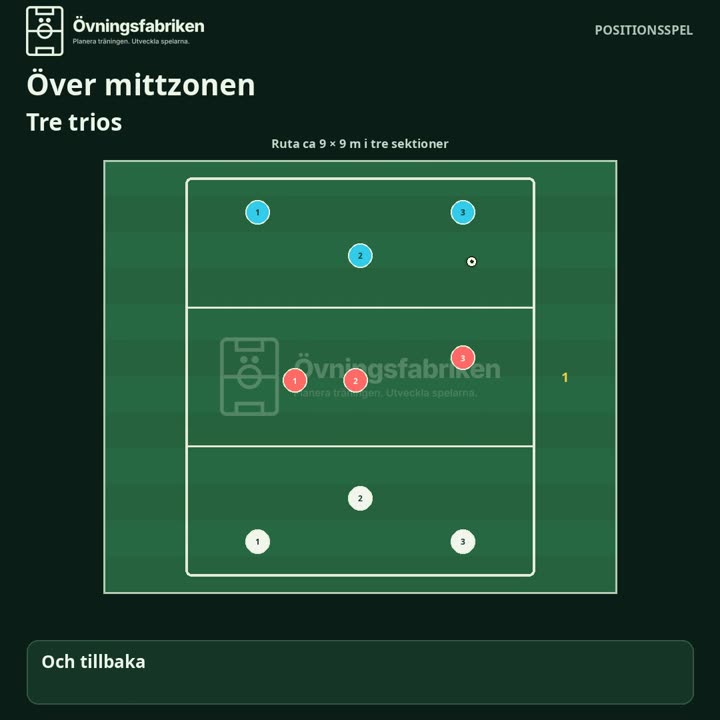 Övningsfabriken
Planera träningen. Utveckla spelarna.
POSITIONSSPEL
Över mittzonen
Tre trios
Ruta ca 9 × 9 m i tre sektioner
1
3
2
3
Övningsfabriken
1
2
1
Planera träningen. Utveckla spelarna.
2
1
3
Och tillbaka